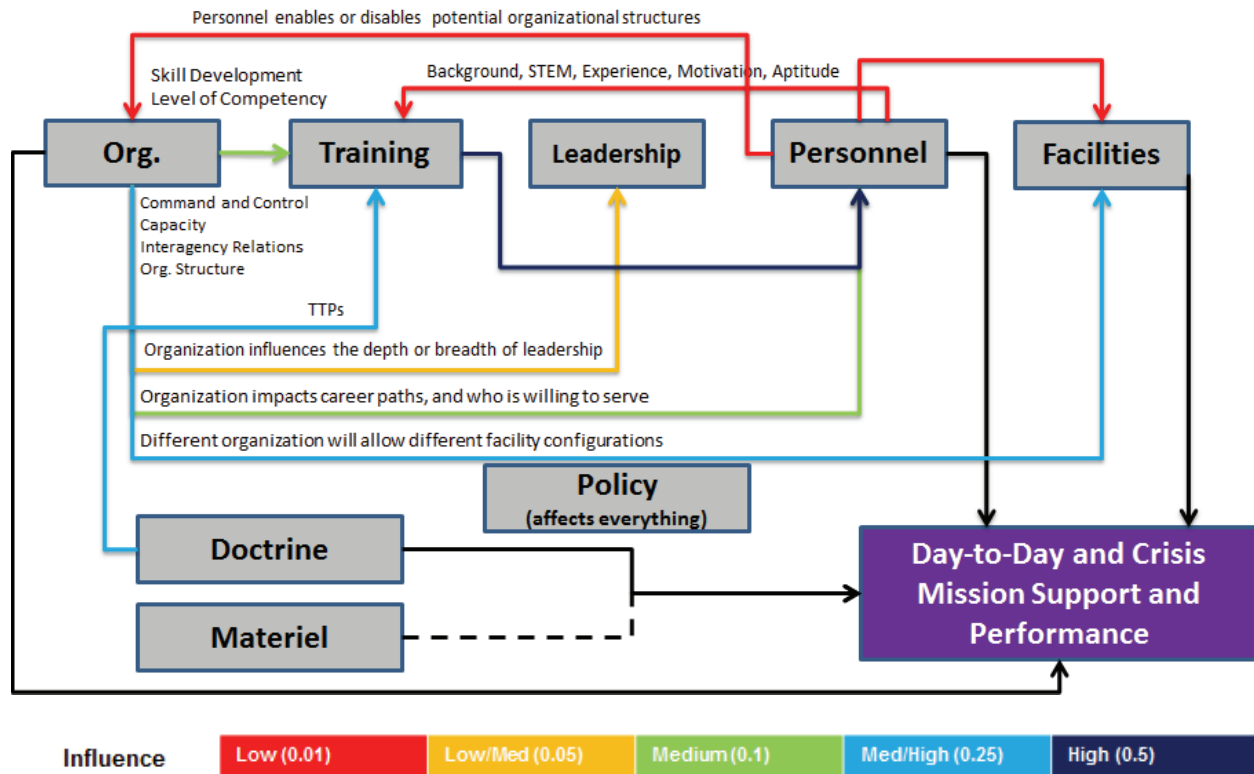 Personnel enables or disables potential organizational structures
Skill Development
Level of Competency
Background, STEM, Experience, Motivation, Aptitude
Org.
Training
Leadership
Personnel
Facilities
Command and Control
Capacity
Interagency Relations
Org. Structure
TTPs
Organization influences the depth or breadth of leadership
Organization impacts career paths, and who is willing to serve
Different organization will allow different facility configurations
Policy
(affects everything)
Doctrine
Materiel
Day-to-Day and Crisis
Mission Support and
Performance
Influence
Low (0.01)
Low/Med (0.05)
Medium (0.1)
Med/High (0.25)
High (0.5)